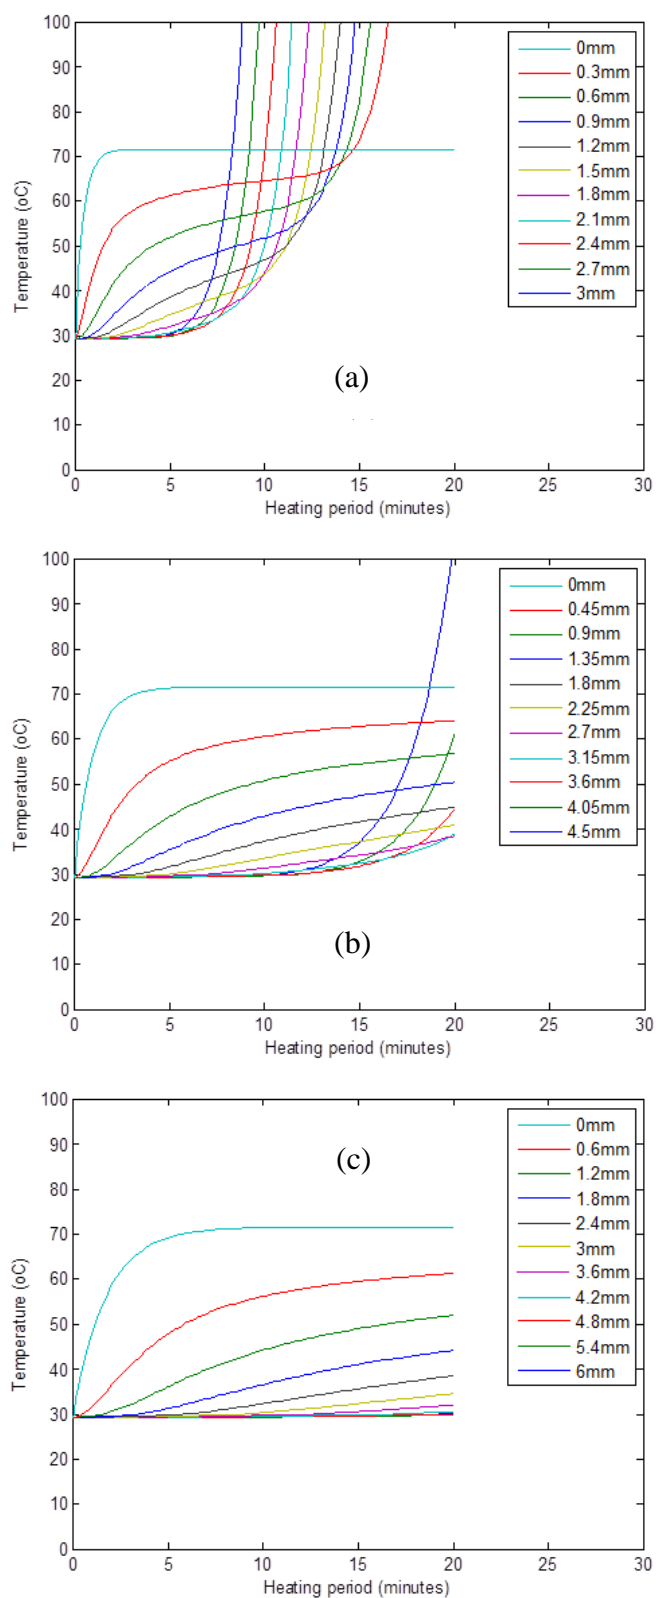 100
90
80
70
60
50
40
30
20
10
0
Temperature (oC)
0mm
0.3mm
0.6mm
0.9mm
1.2mm
1.5mm
1.8mm
2.1mm
2.4mm
2.7mm
3mm
(a)
0 5 10 15 20 25 30
Heating period (minutes)
100
90
80
70
60
50
40
30
20
10
0
Temperature (oC)
0mm
0.45mm
0.9mm
1.35mm
1.8mm
2.25mm
2.7mm
3.15mm
3.6mm
4.05mm
4.5mm
(b)
0 5 10 15 20 25 30
Heating period (minutes)
100
90
80
70
60
50
40
30
20
10
0
Temperature (oC)
(c)
0mm
0.6mm
1.2mm
1.8mm
2.4mm
3mm
3.6mm
4.2mm
4.8mm
5.4mm
6mm
0 5 10 15 20 25 30
Heating period (minutes)